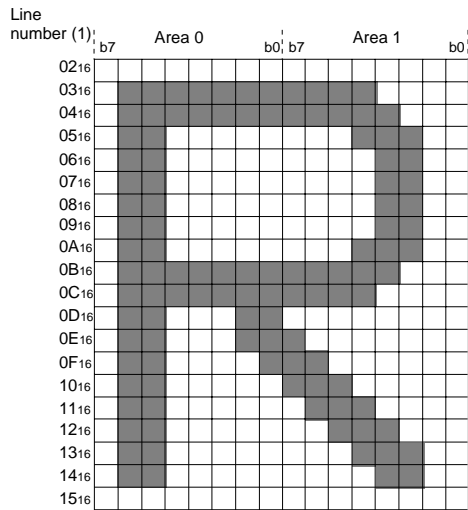 Line
number (1)
b7 Area 0 b0 b7 Area 1 b0
02₁₆
03₁₆
04₁₆
05₁₆
06₁₆
07₁₆
08₁₆
09₁₆
0A₁₆
0B₁₆
0C₁₆
0D₁₆
0E₁₆
0F₁₆
10₁₆
11₁₆
12₁₆
13₁₆
14₁₆
15₁₆